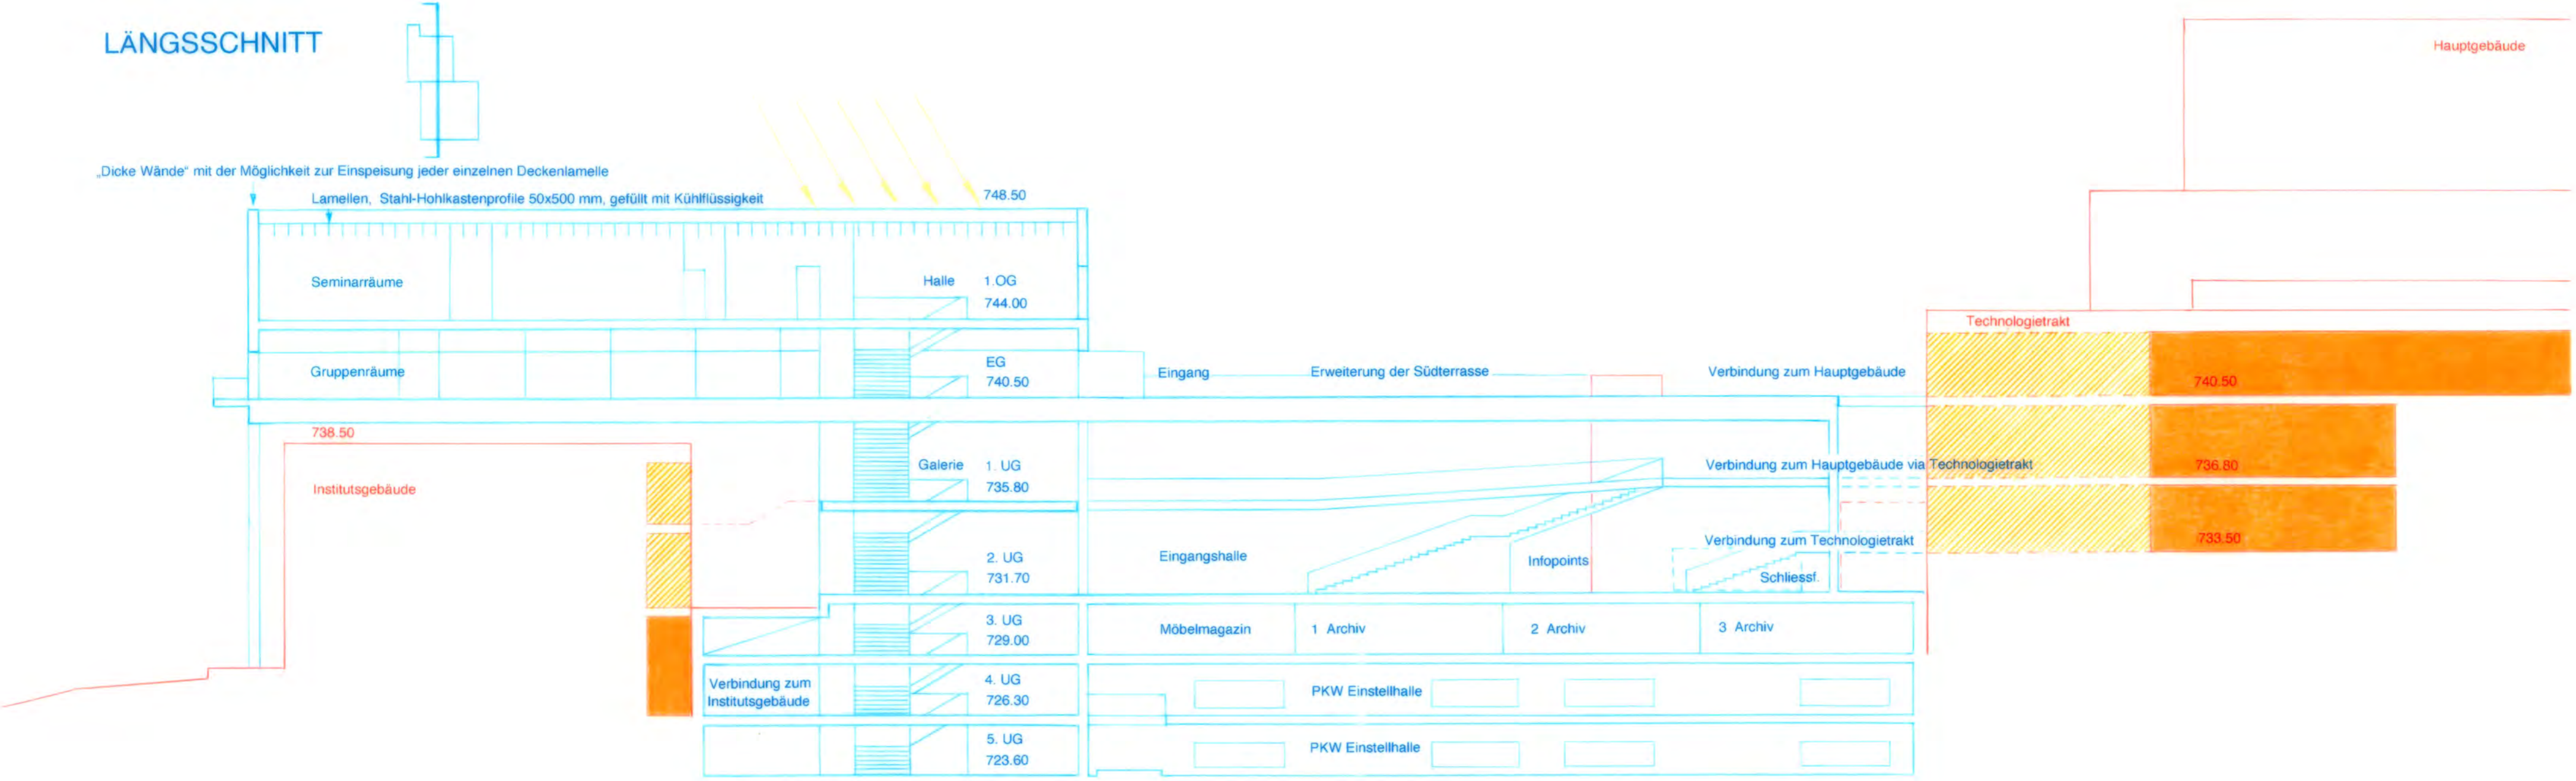 LÄNGSSCHNITT
Hauptgebäude
„Dicke Wände“ mit der Möglichkeit zur Einspeisung jeder einzelnen Deckenlamelle
Lamellen, Stahl-Hohlkastenprofile 50x500 mm, gefüllt mit Kühlflüssigkeit
748.50
Seminarräume
Halle 1.OG
744.00
Technologietrakt
Gruppenräume
EG
740.50
Eingang
Erweiterung der Südterrasse
Verbindung zum Hauptgebäude
740.50
738.50
Institutsgebäude
Galerie 1. UG
735.80
Verbindung zum Hauptgebäude via Technologietrakt
736.80
2. UG
731.70
Eingangshalle
Infopoints
Verbindung zum Technologietrakt
Schliessf.
733.50
3. UG
729.00
Möbelmagazin
1 Archiv
2 Archiv
3 Archiv
Verbindung zum
Institutsgebäude
4. UG
726.30
PKW Einstellhalle
5. UG
723.60
PKW Einstellhalle